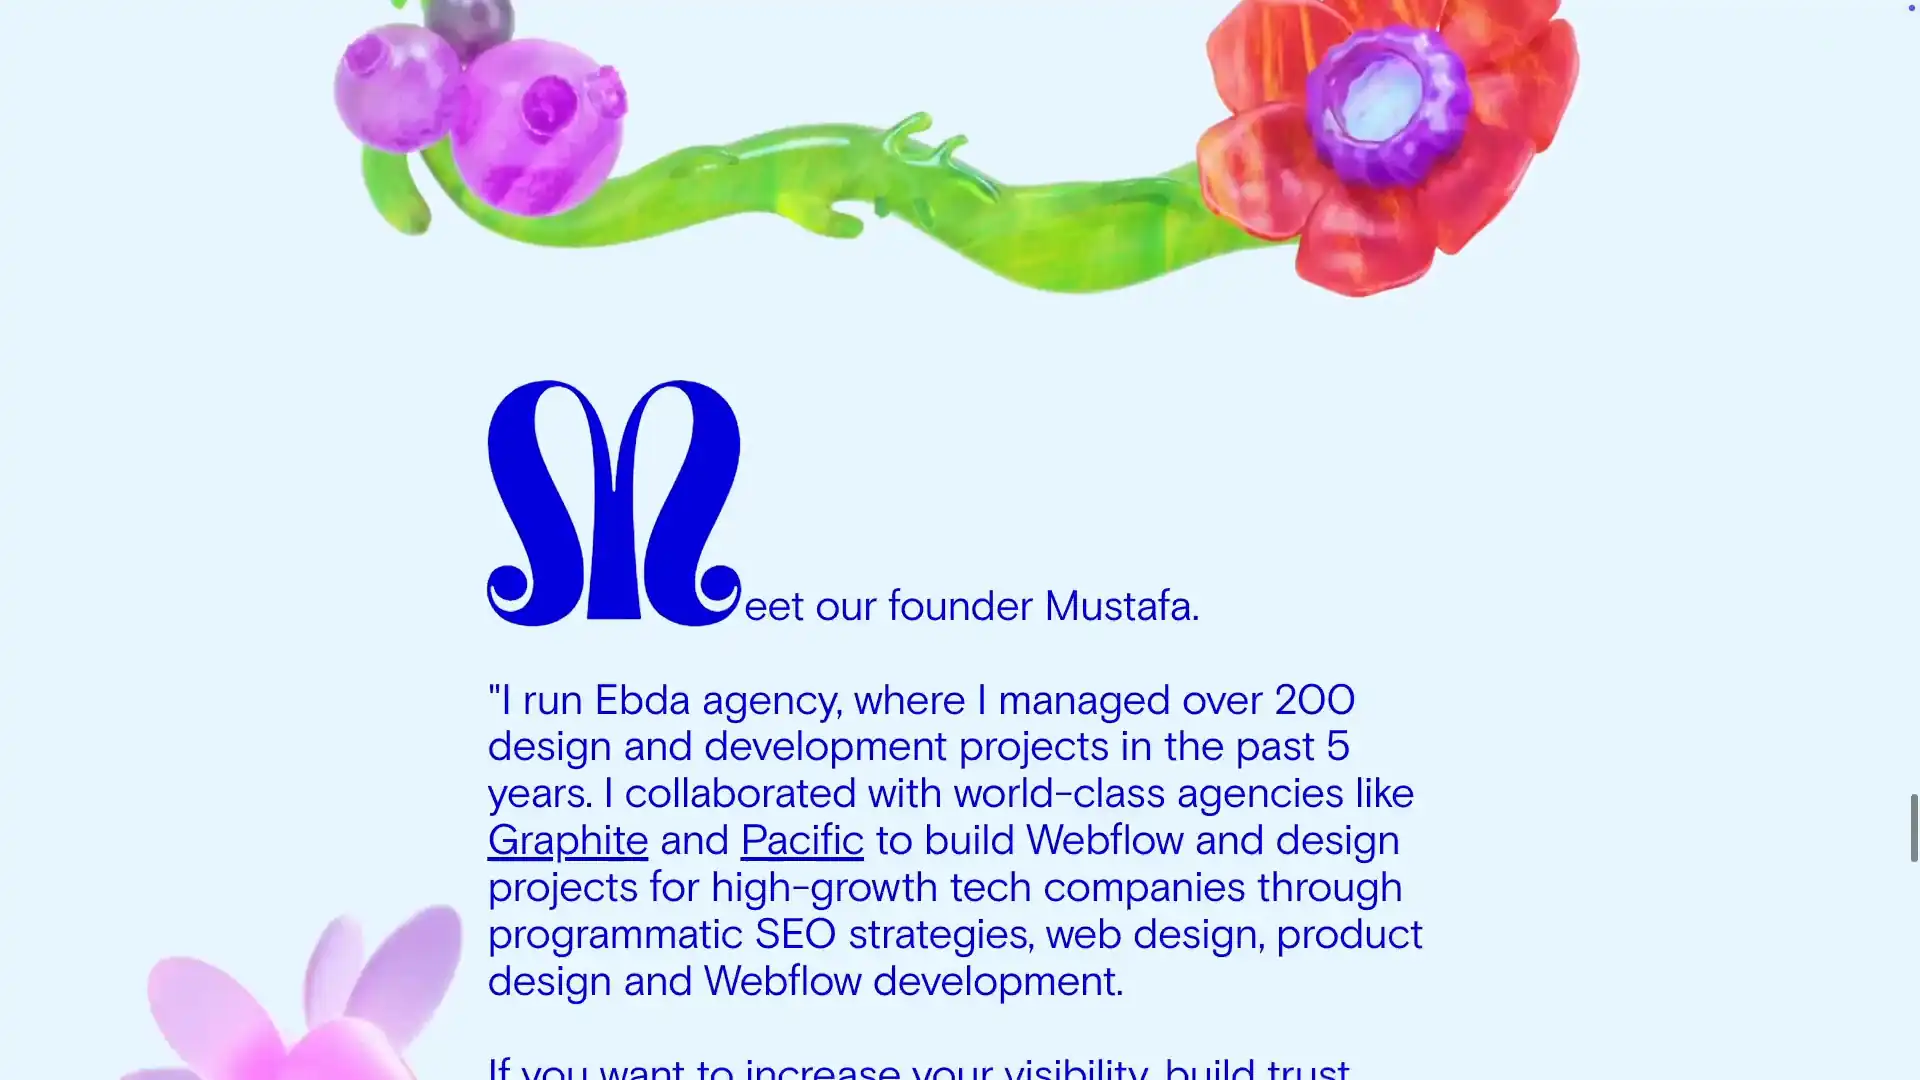 Meet our founder Mustafa.
"I run Ebda agency, where I managed over 200
design and development projects in the past 5
years. I collaborated with world-class agencies like
Graphite and Pacific to build Webflow and design
projects for high-growth tech companies through
programmatic SEO strategies, web design, product
design and Webflow development.
If you want to increase your visibility, build trust